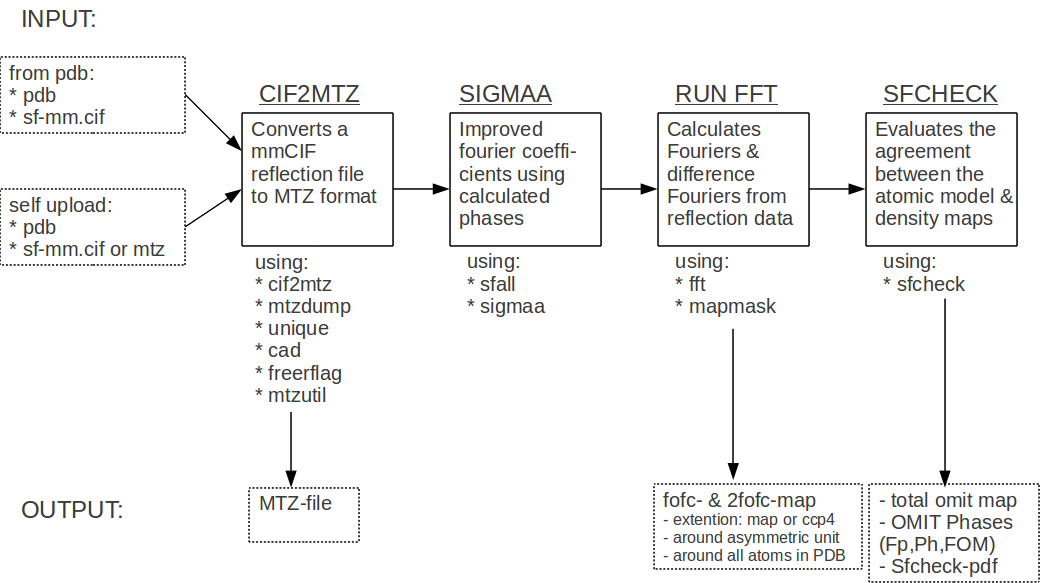 INPUT:
from pdb:
* pdb
* sf-mm.cif
self upload:
* pdb
* sf-mm.cif or mtz
CIF2MTZ
Converts a
mmCIF
reflection file
to MTZ format
using:
* cif2mtz
* mtzdump
* unique
* cad
* freerflag
* mtzutil
SIGMAA
Improved
fourier coeffi-
cients using
calculated
phases
using:
* sfall
* sigmaa
RUN FFT
Calculates
Fouriers &
difference
Fouriers from
reflection data
using:
* fft
* mapmask
SFCHECK
Evaluates the
agreement
between the
atomic model &
density maps
using:
* sfcheck
OUTPUT:
MTZ-file
fofc- & 2fofc-map
- extention: map or ccp4
- around asymmetric unit
- around all atoms in PDB
- total omit map
- OMIT Phases
(Fp,Ph,FOM)
- Sfcheck-pdf